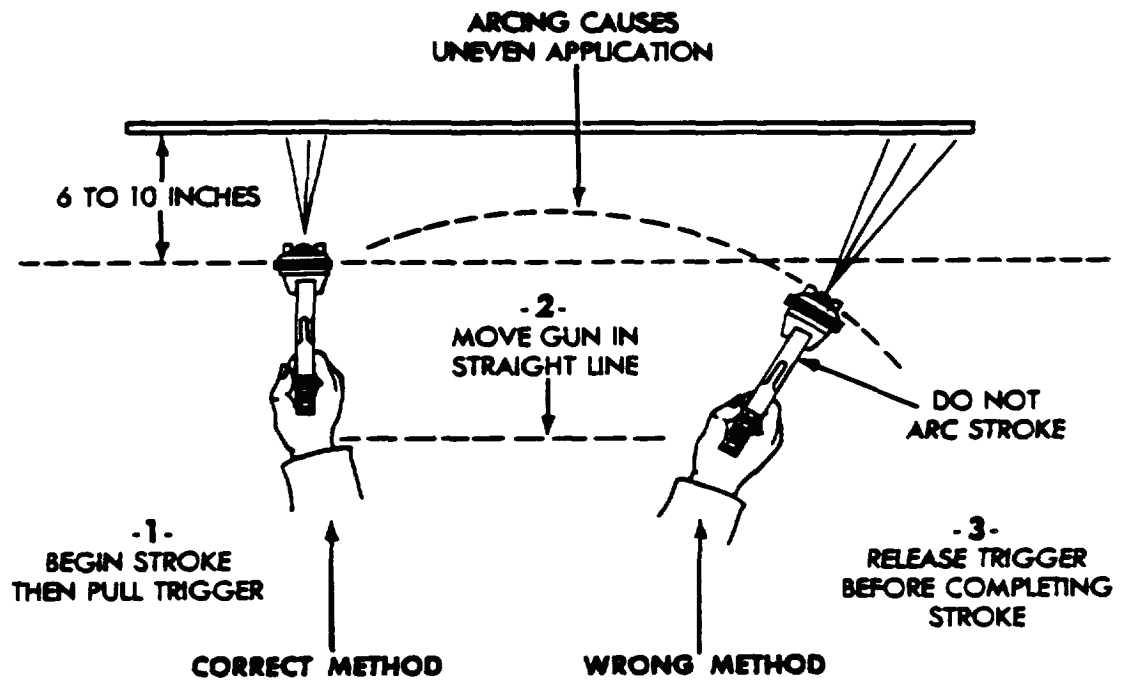 ARCING CAUSES
UNEVEN APPLICATION
6 TO 10 INCHES
-2-
MOVE GUN IN
STRAIGHT LINE
DO NOT
ARC STROKE
-1-
BEGIN STROKE
THEN PULL TRIGGER
-3-
RELEASE TRIGGER
BEFORE COMPLETING
STROKE
CORRECT METHOD
WRONG METHOD